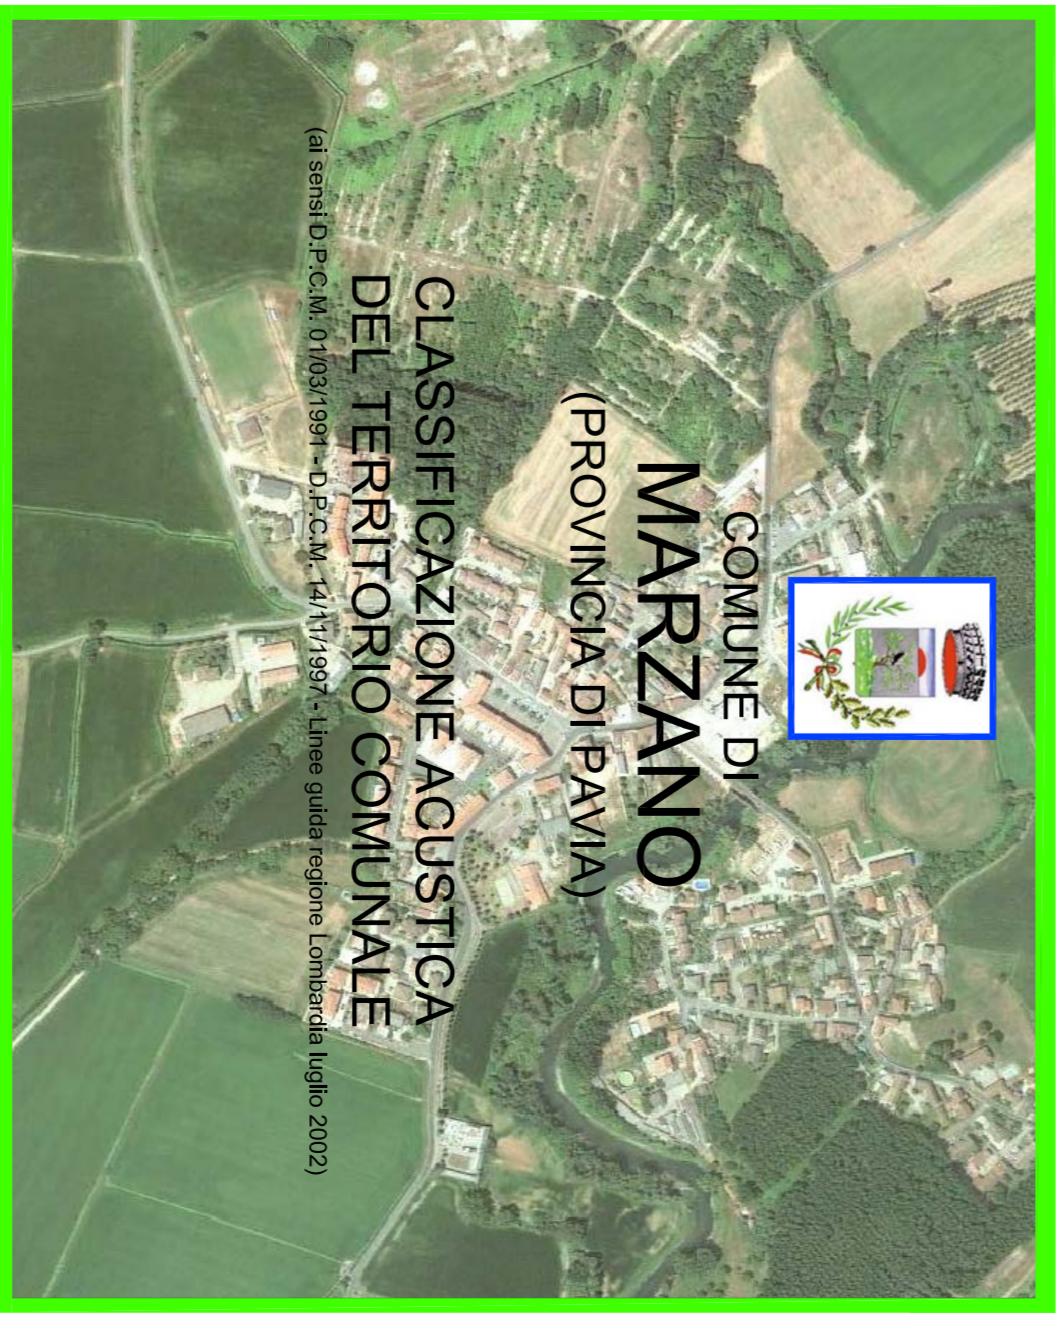 COMUNE DI
MARZANO
(PROVINCIA DI PAVIA)
CLASSIFICAZIONE ACUSTICA
DEL TERRITORIO COMUNALE
(ai sensi D.P.C.M. 01/03/1991 - D.P.C.M. 14/11/1997 - Linee guida regione Lombardia luglio 2002)